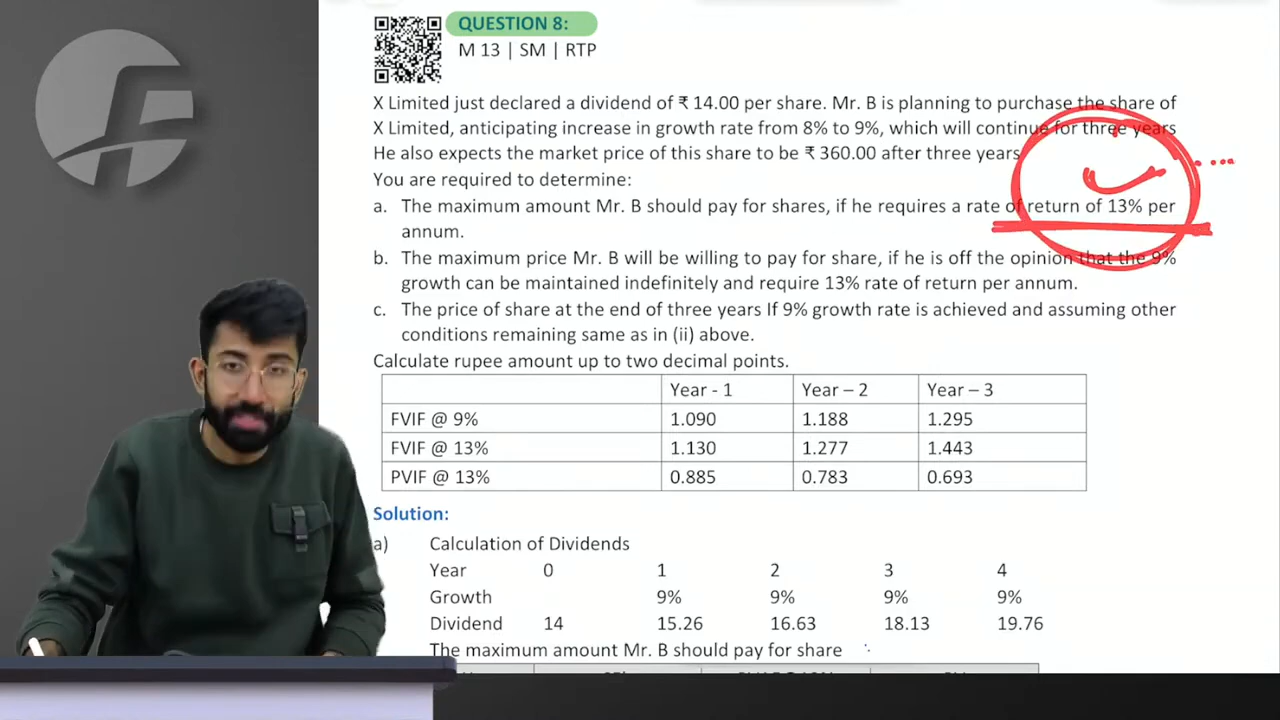 QUESTION 8:
M 13 | SM | RTP
X Limited just declared a dividend of ₹ 14.00 per share. Mr. B is planning to purchase the share of
X Limited, anticipating increase in growth rate from 8% to 9%, which will continue for three years
He also expects the market price of this share to be ₹ 360.00 after three years
You are required to determine:
a. The maximum amount Mr. B should pay for shares, if he requires a rate of return of 13% per
annum.
b. The maximum price Mr. B will be willing to pay for share, if he is off the opinion that the 9%
growth can be maintained indefinitely and require 13% rate of return per annum.
c. The price of share at the end of three years If 9% growth rate is achieved and assuming other
conditions remaining same as in (ii) above.
Calculate rupee amount up to two decimal points.
Year - 1 Year – 2 Year – 3
FVIF @ 9% 1.090 1.188 1.295
FVIF @ 13% 1.130 1.277 1.443
PVIF @ 13% 0.885 0.783 0.693
Solution:
a) Calculation of Dividends
Year 0 1 2 3 4
Growth 9% 9% 9% 9%
Dividend 14 15.26 16.63 18.13 19.76
The maximum amount Mr. B should pay for share